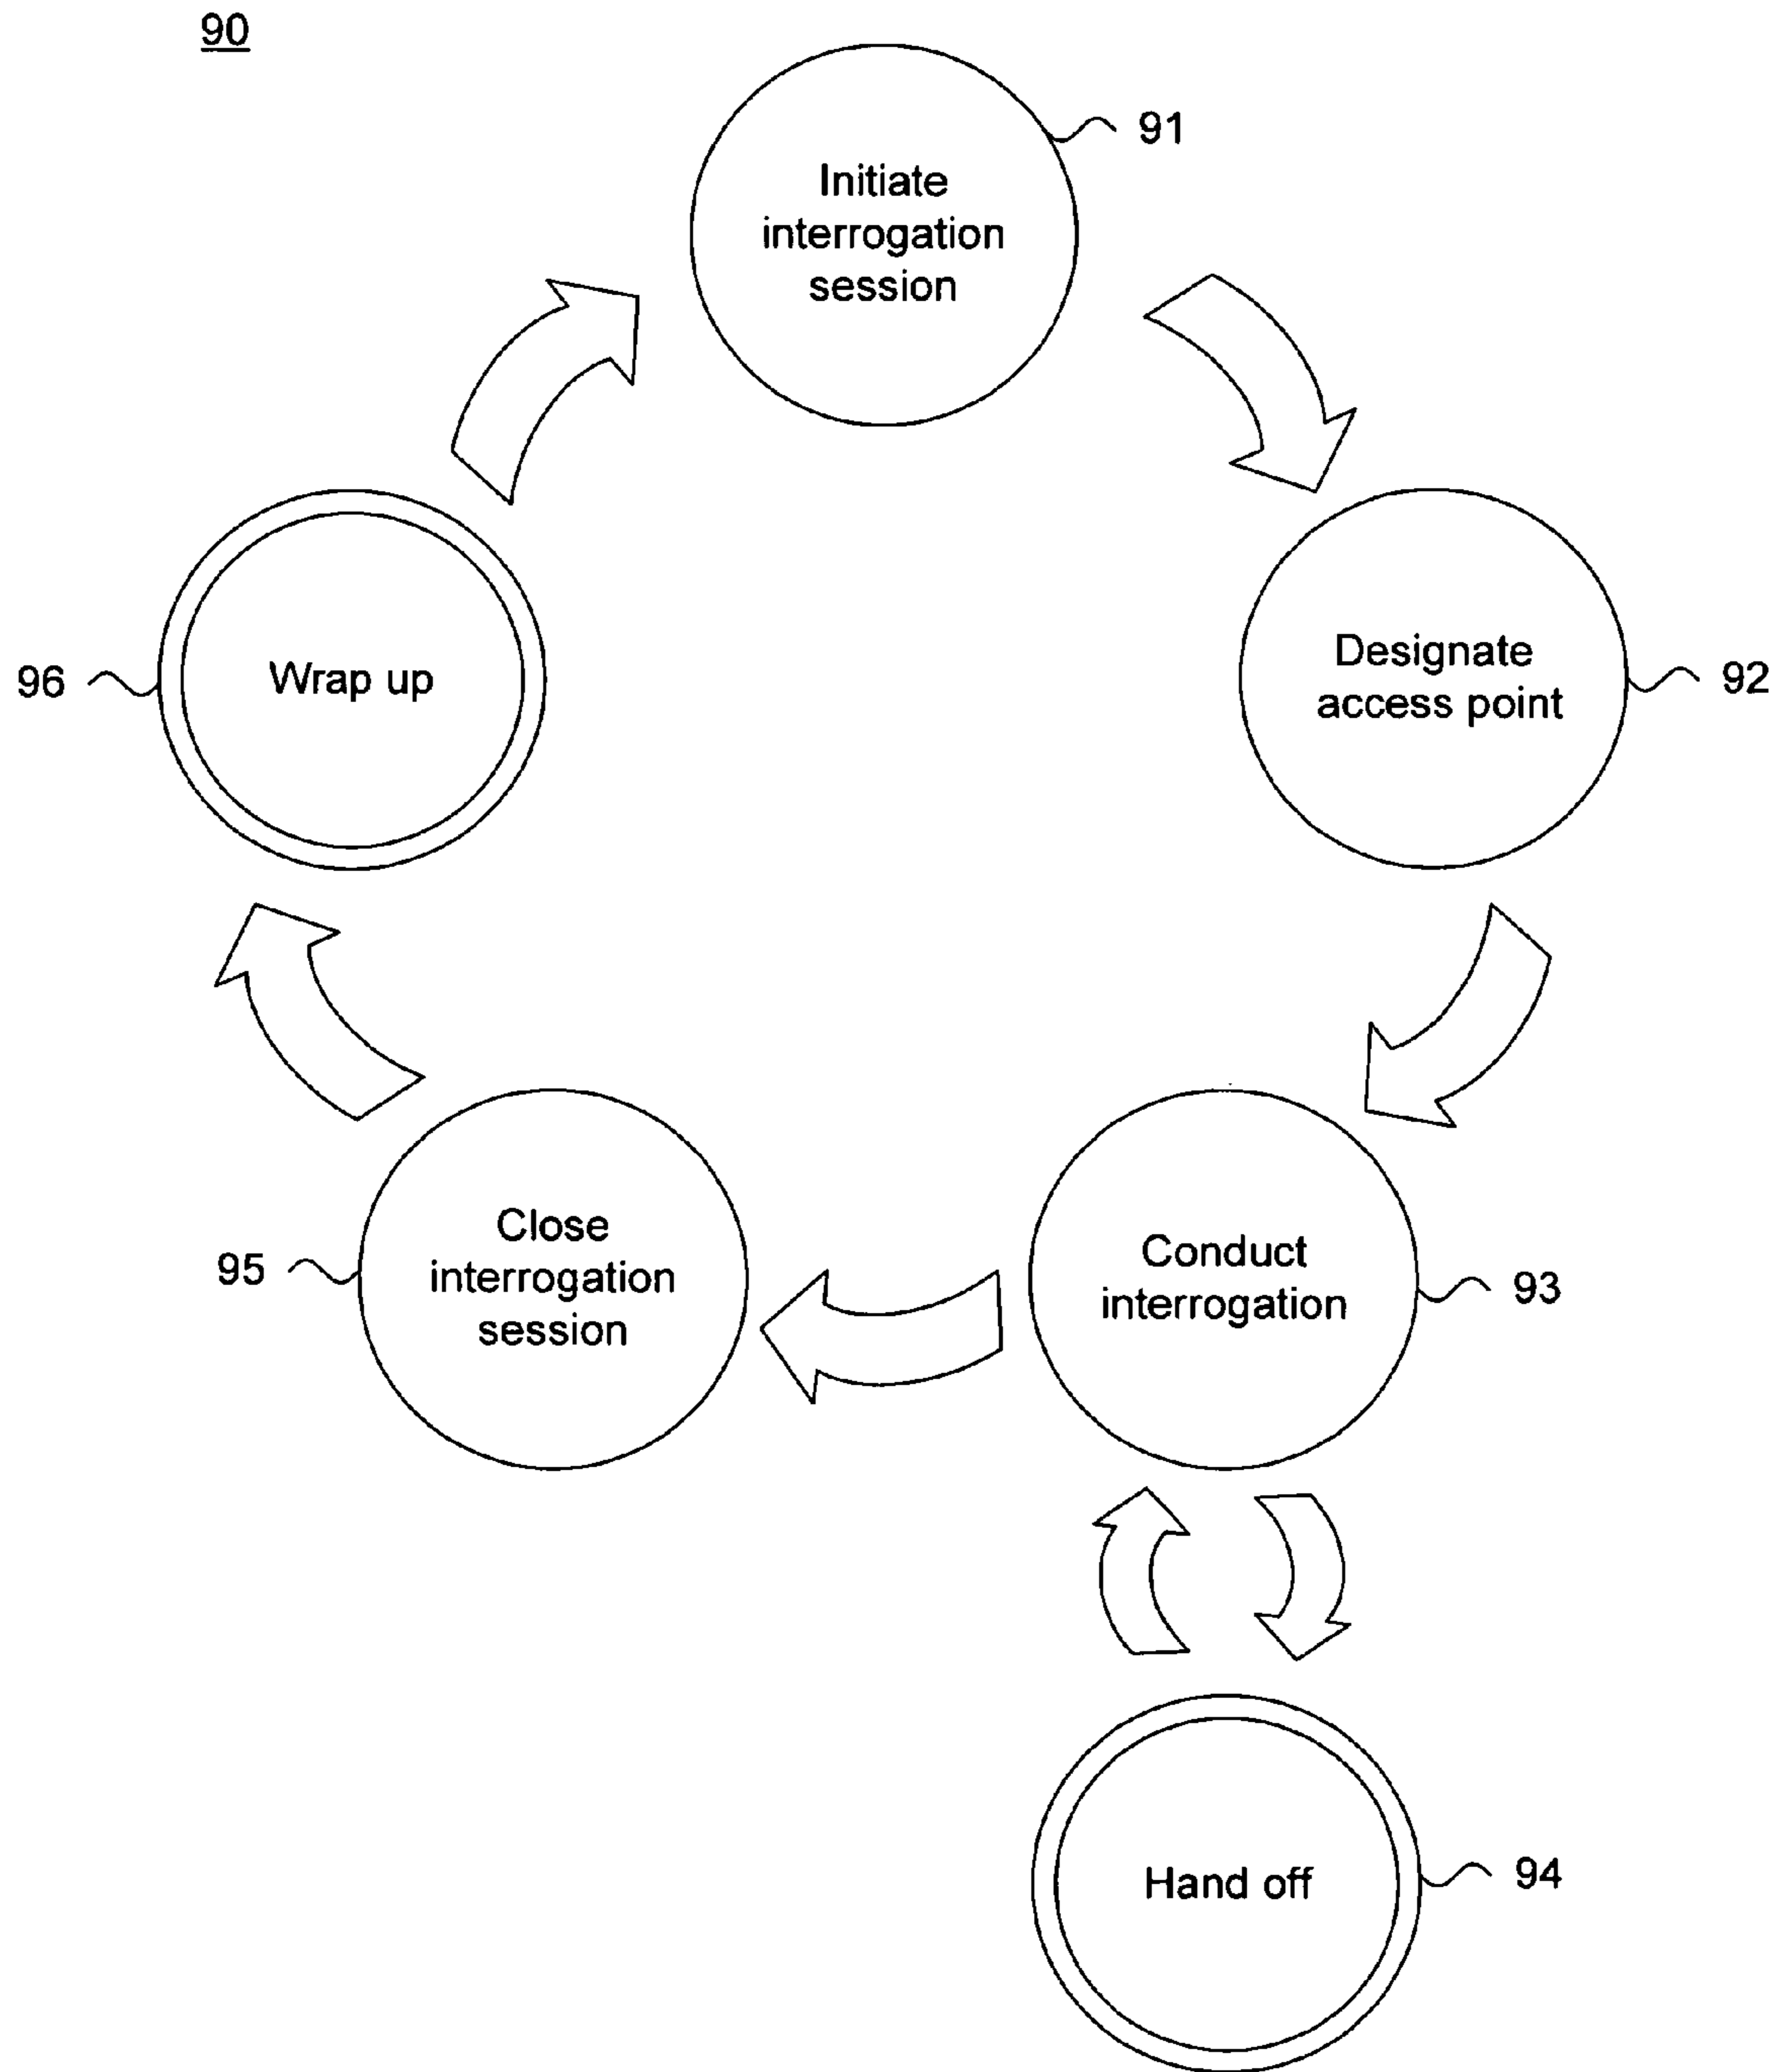 90
Initiate
interrogation
session
91
Designate
access point
92
96
Wrap up
Close
interrogation
session
95
Conduct
interrogation
93
Hand off
94